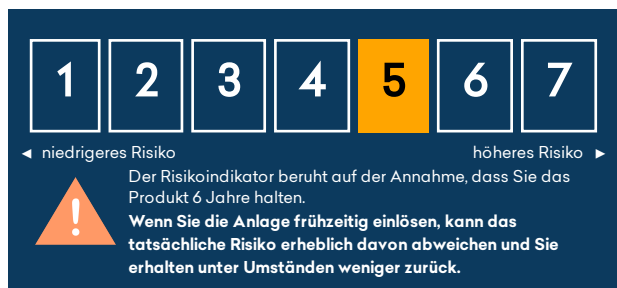 1 2 3 4 5 6 7
◄ niedrigeres Risiko höheres Risiko ►
Der Risikoindikator beruht auf der Annahme, dass Sie das
Produkt 6 Jahre halten.
Wenn Sie die Anlage frühzeitig einlösen, kann das
tatsächliche Risiko erheblich davon abweichen und Sie
erhalten unter Umständen weniger zurück.
!